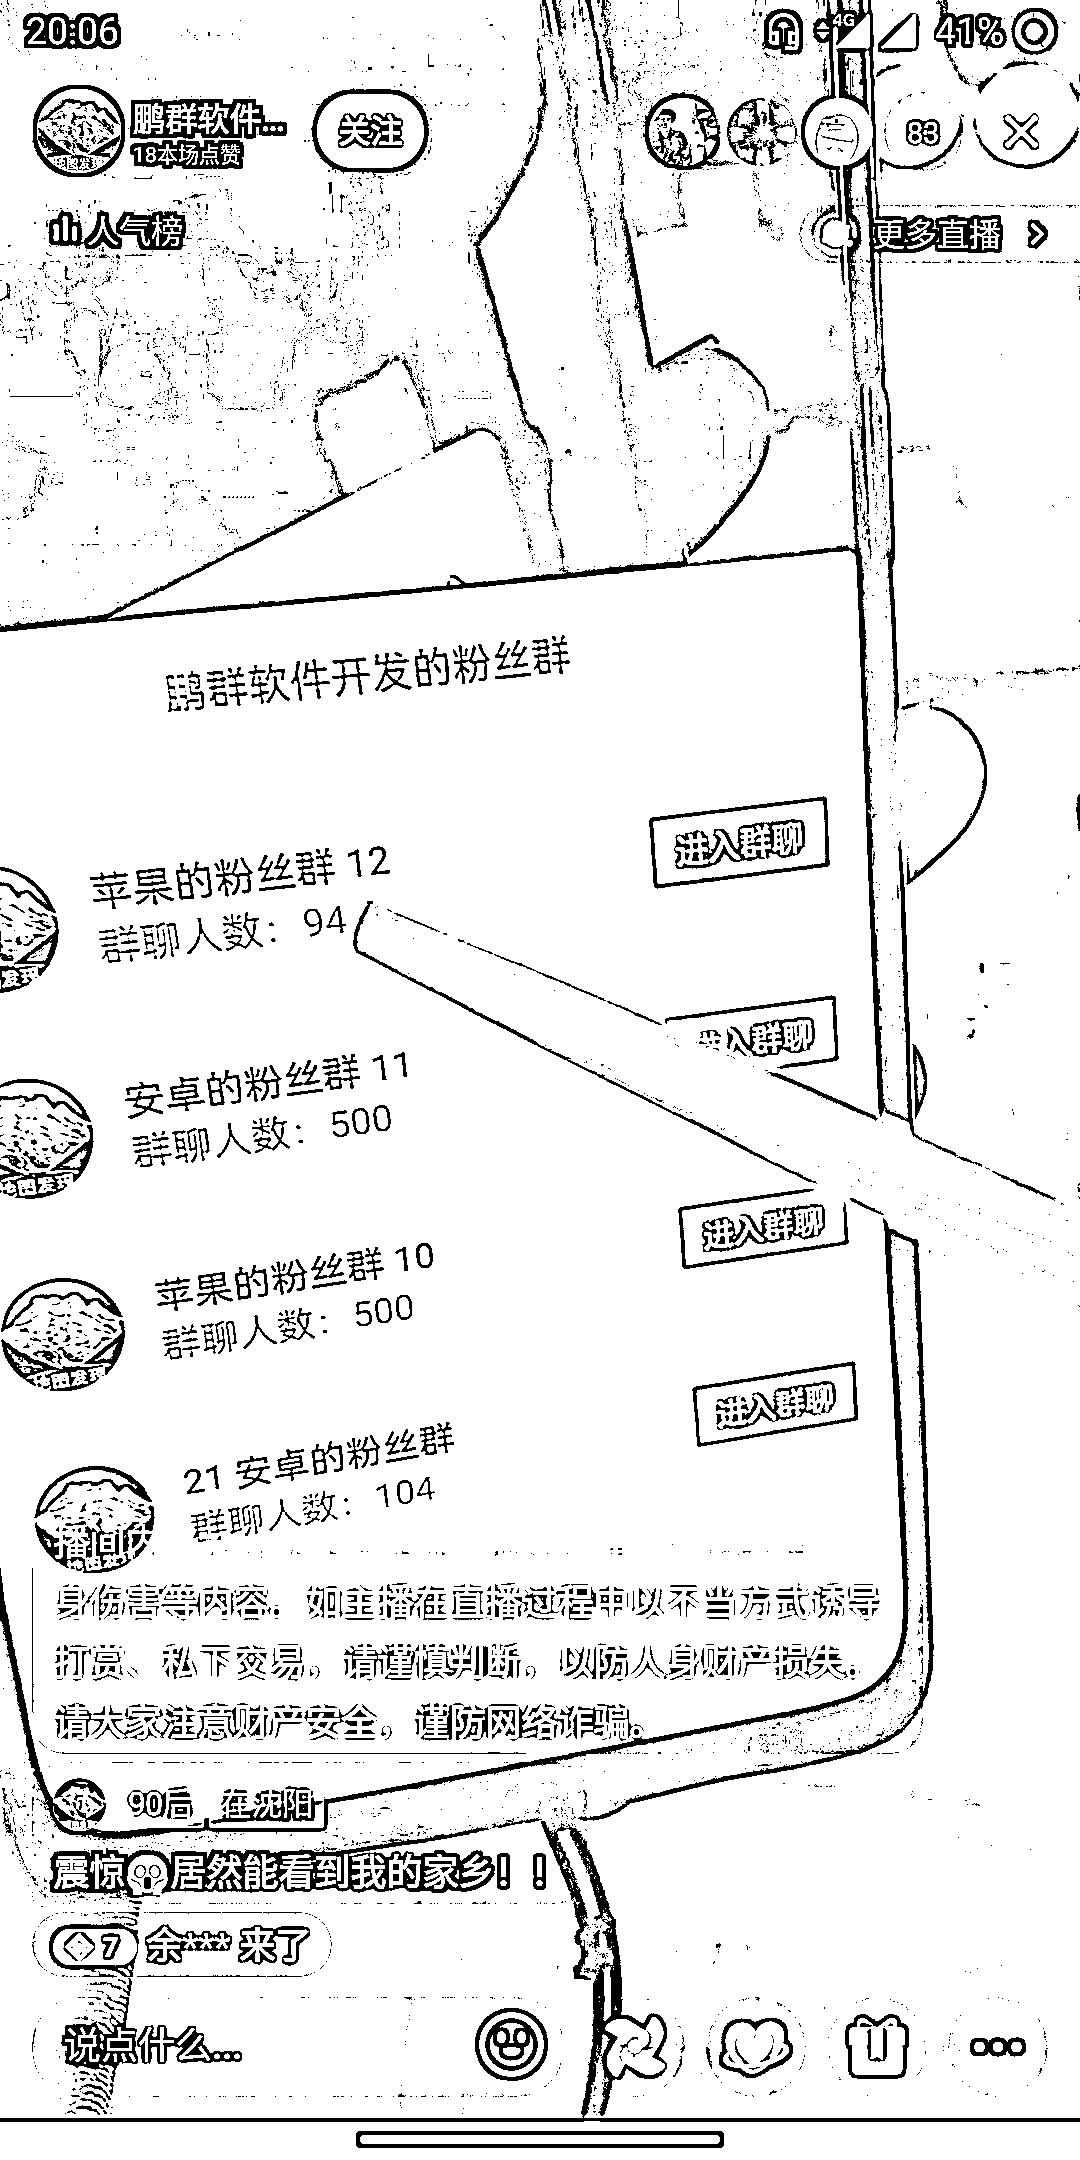 20:06
4G
41%
鹏群软件...
18本场点赞
关注
83
人气榜
更多直播
鹏群软件开发的粉丝群
苹果的粉丝群 12
群聊人数：94
进入群聊
安卓的粉丝群 11
群聊人数：500
进入群聊
苹果的粉丝群 10
群聊人数：500
进入群聊
21 安卓的粉丝群
群聊人数：104
进入群聊
身伤害等内容。如主播在直播过程中以不当方式诱导
打赏、私下交易，请谨慎判断，以防人身财产损失。
请大家注意财产安全，谨防网络诈骗。
90后 在沈阳
震惊😱居然能看到我的家乡！！
7 余*** 来了
说点什么...